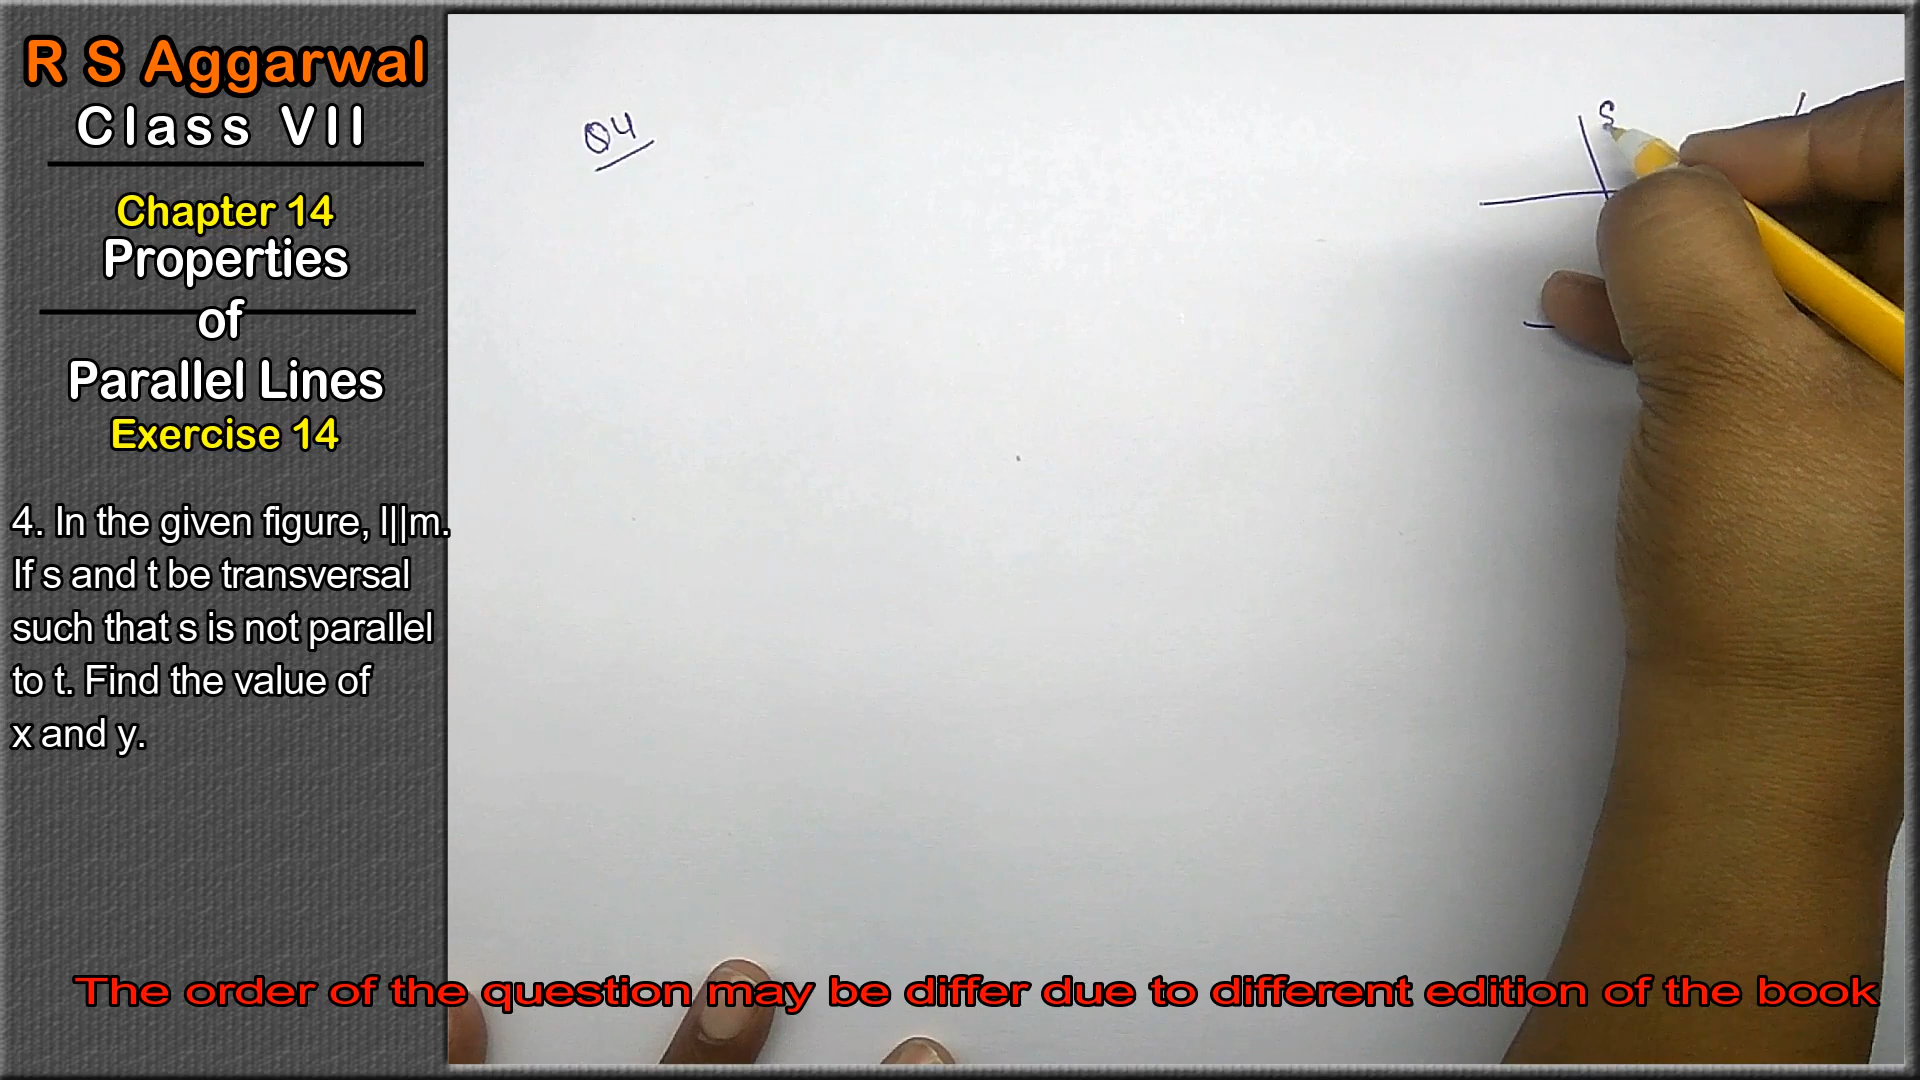 R S Aggarwal
Class VII
Chapter 14
Properties
of
Parallel Lines
Exercise 14
4. In the given figure, l||m.
If s and t be transversal
such that s is not parallel
to t. Find the value of
x and y.
Q4
S
The order of the question may be differ due to different edition of the book